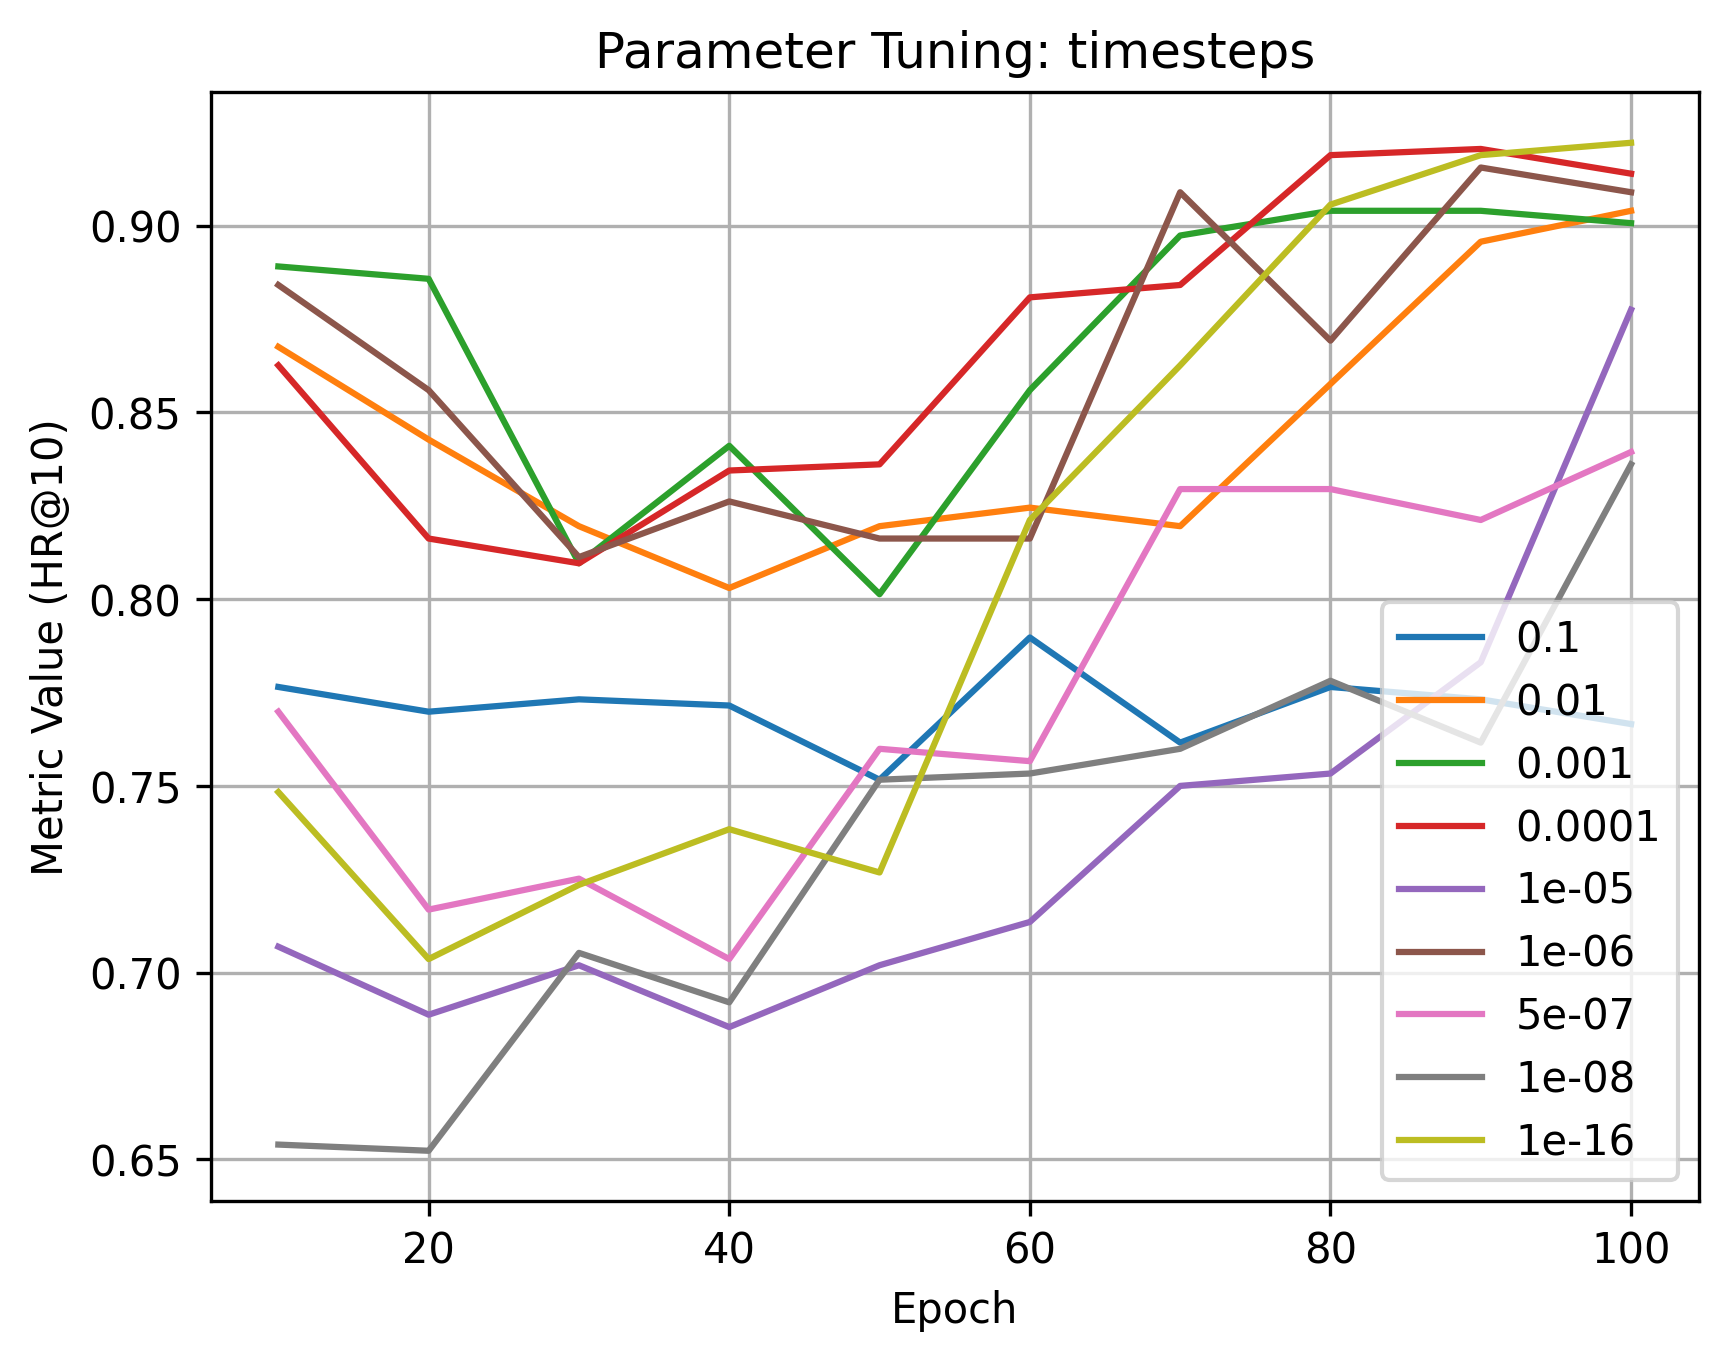 Parameter Tuning: timesteps
Metric Value (HR@10)
0.90
0.85
0.80
0.75
0.70
0.65
0.1
0.01
0.001
0.0001
1e-05
1e-06
5e-07
1e-08
1e-16
20 40 60 80 100
Epoch